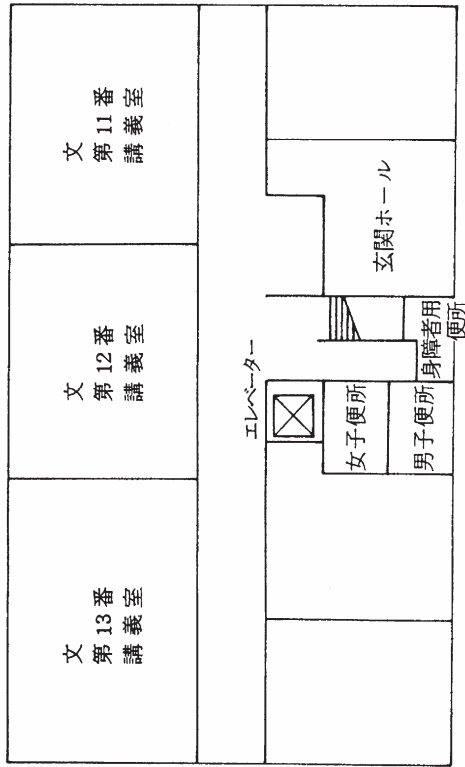 文
第13番
講義室
文
第12番
講義室
文
第11番
講義室
エレベーター
女子便所
男子便所
身障者用
便所
玄関ホール